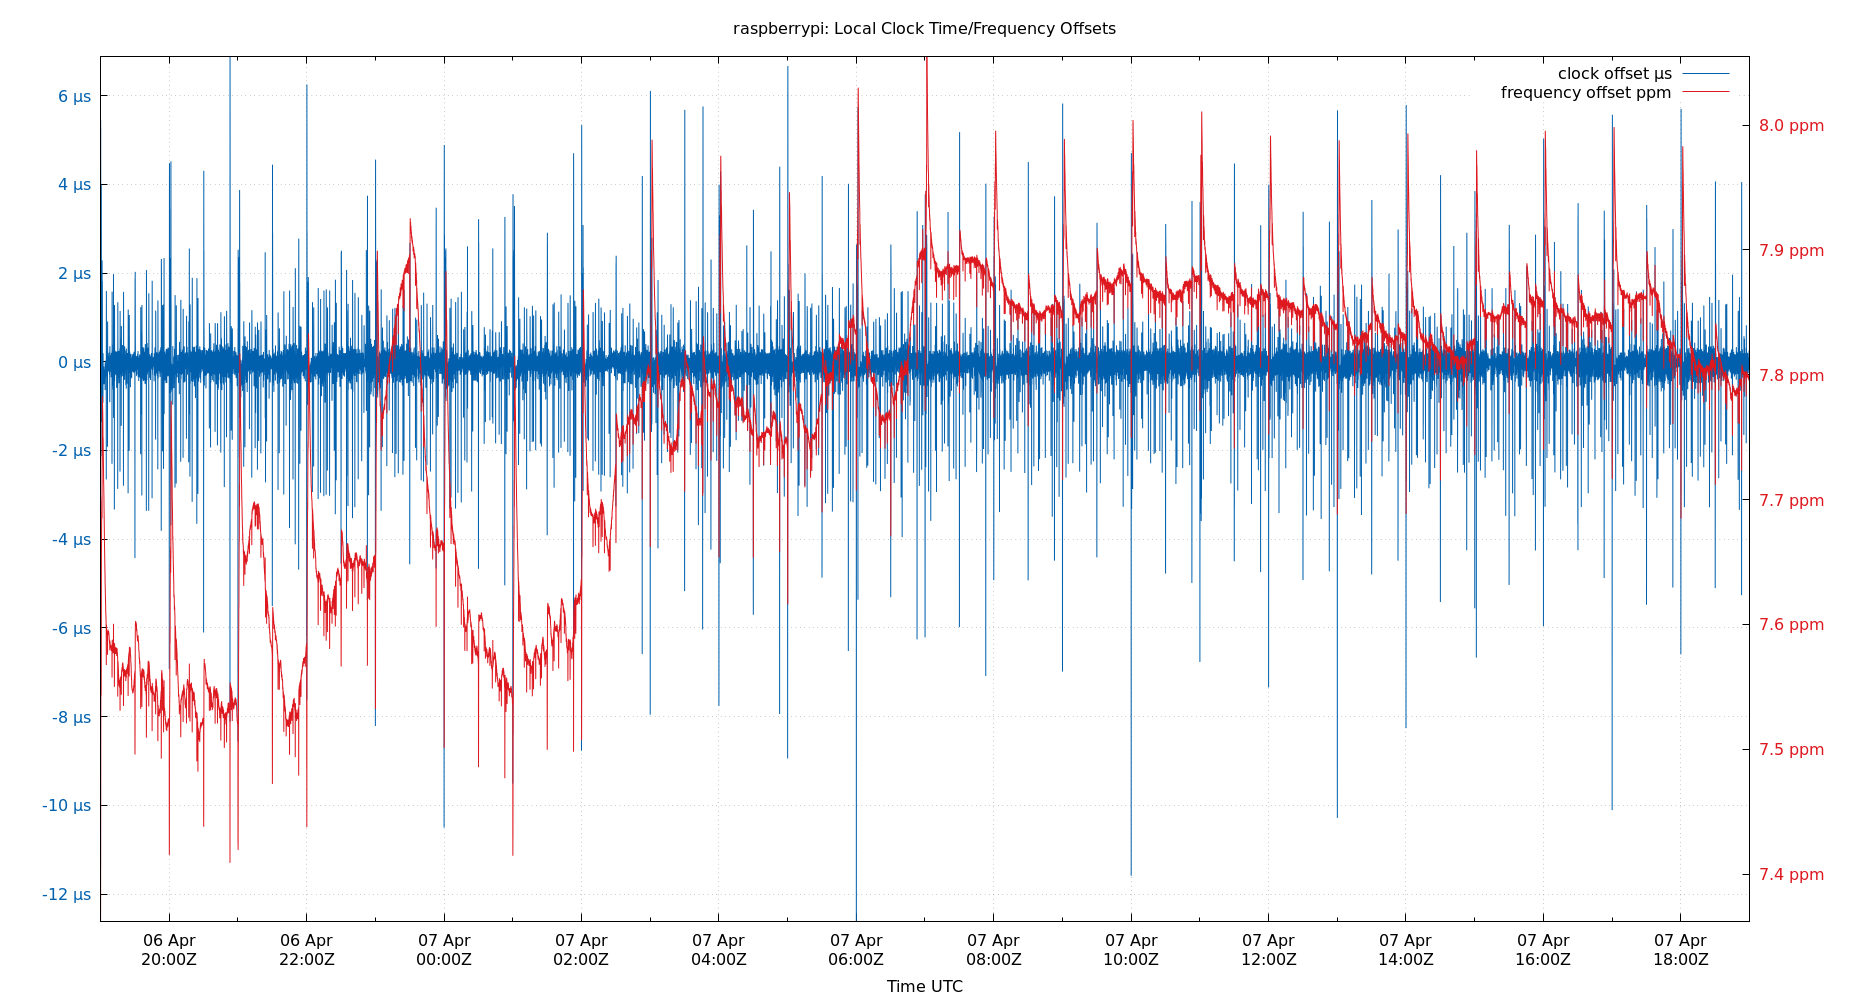 raspberrypi: Local Clock Time/Frequency Offsets
clock offset µs
frequency offset ppm
6 µs
4 µs
2 µs
0 µs
-2 µs
-4 µs
-6 µs
-8 µs
-10 µs
-12 µs
8.0 ppm
7.9 ppm
7.8 ppm
7.7 ppm
7.6 ppm
7.5 ppm
7.4 ppm
06 Apr 06 Apr 07 Apr 07 Apr 07 Apr 07 Apr 07 Apr 07 Apr 07 Apr 07 Apr 07 Apr 07 Apr
20:00Z 22:00Z 00:00Z 02:00Z 04:00Z 06:00Z 08:00Z 10:00Z 12:00Z 14:00Z 16:00Z 18:00Z
Time UTC